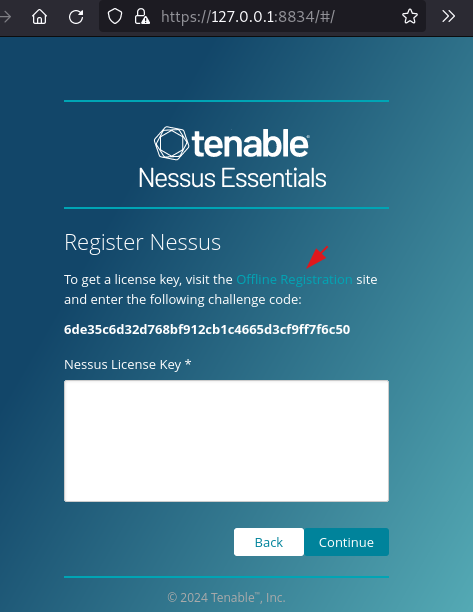 https://127.0.0.1:8834/#/
tenable
Nessus Essentials
Register Nessus
To get a license key, visit the Offline Registration site
and enter the following challenge code:
6de35c6d32d768bf912cb1c4665d3cf9ff7f6c50
Nessus License Key *
Back Continue
© 2024 Tenable™, Inc.